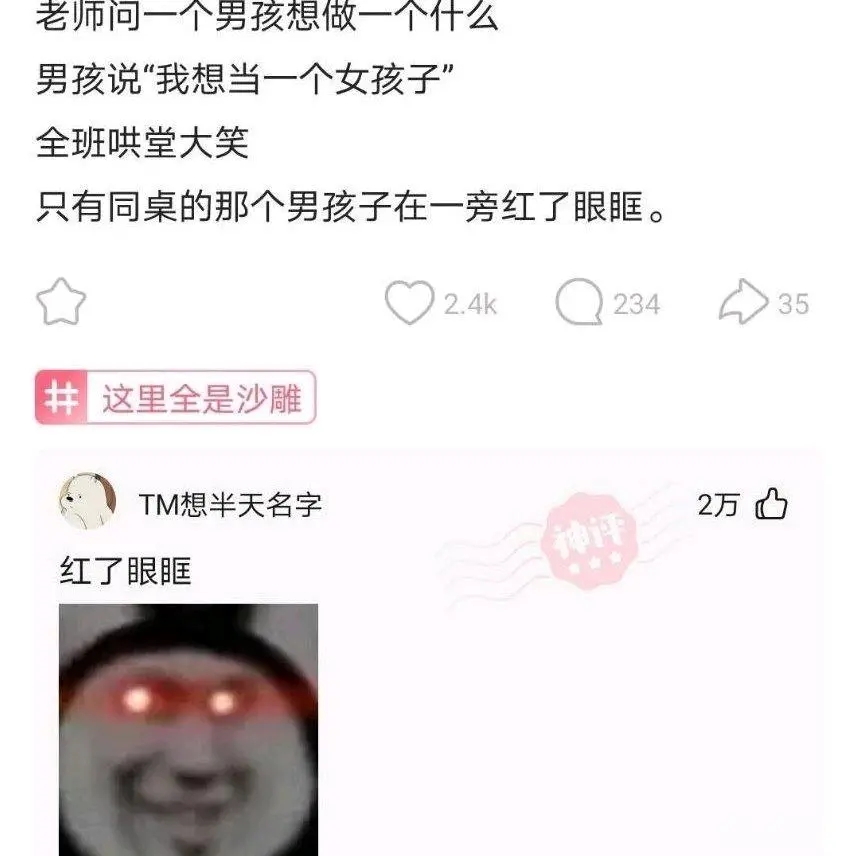 老师问一个男孩想做一个什么
男孩说“我想当一个女孩子”
全班哄堂大笑
只有同桌的那个男孩子在一旁红了眼眶。
2.4k 234 35
# 这里全是沙雕
TM想半天名字 神评 2万
红了眼眶